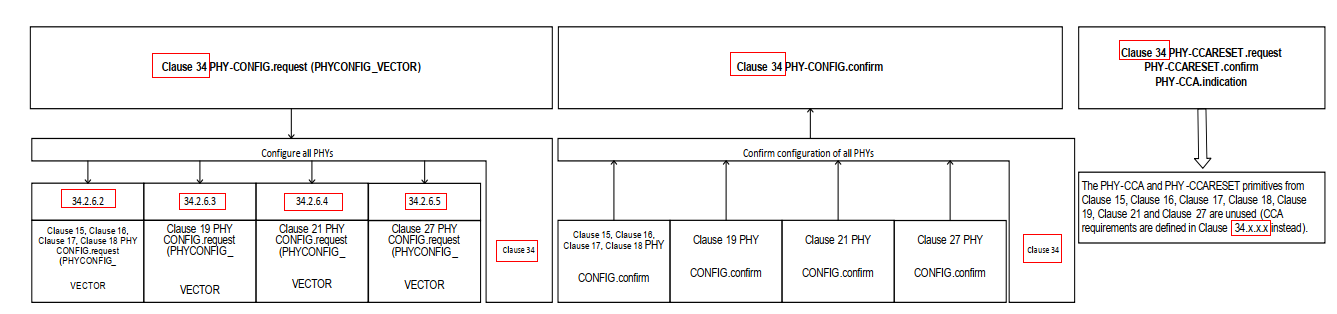 Clause 34 PHY-CONFIG.request (PHYCONFIG_VECTOR)
Configure all PHYs
34.2.6.2
34.2.6.3
34.2.6.4
34.2.6.5
Clause 15, Clause 16,
Clause 17, Clause 18 PHY
CONFIG.request
(PHYCONFIG_
VECTOR
Clause 19 PHY
CONFIG.request
(PHYCONFIG_
VECTOR
Clause 21 PHY
CONFIG.request
(PHYCONFIG_
VECTOR
Clause 27 PHY
CONFIG.request
(PHYCONFIG_
VECTOR
Clause 34
Clause 34 PHY-CONFIG.confirm
Confirm configuration of all PHYs
Clause 15, Clause 16,
Clause 17, Clause 18 PHY
CONFIG.confirm
Clause 19 PHY
CONFIG.confirm
Clause 21 PHY
CONFIG.confirm
Clause 27 PHY
CONFIG.confirm
Clause 34
Clause 34 PHY-CCARESET.request
PHY-CCARESET.confirm
PHY-CCA.indication
The PHY-CCA and PHY-CCARESET primitives from
Clause 15, Clause 16, Clause 17, Clause 18, Clause
19, Clause 21 and Clause 27 are unused (CCA
requirements are defined in Clause 34.x.x.x instead).